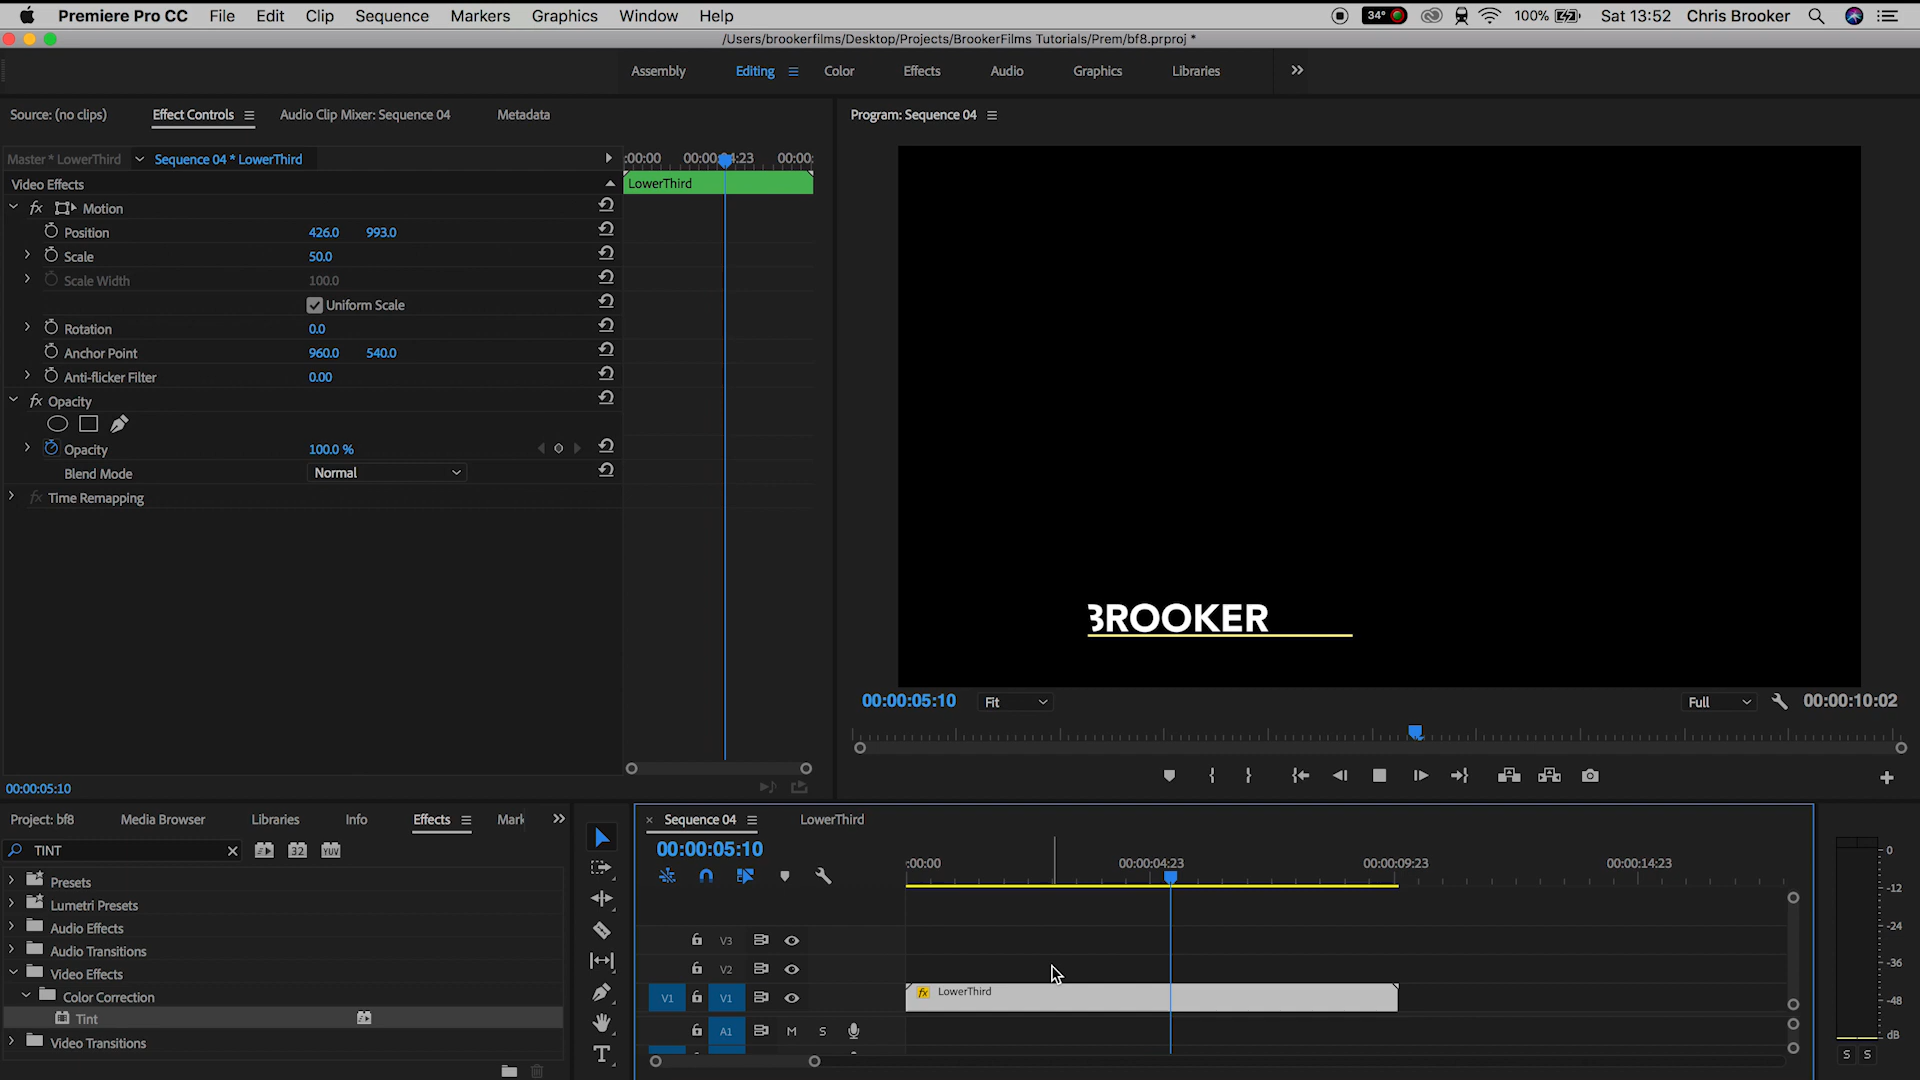 Premiere Pro CC File Edit Clip Sequence Markers Graphics Window Help 34° 100% Sat 13:52 Chris Brooker
/Users/brookerfilms/Desktop/Projects/BrookerFilms Tutorials/Prem/bf8.prproj *
Assembly Editing Color Effects Audio Graphics Libraries
Source: (no clips) Effect Controls Audio Clip Mixer: Sequence 04 Metadata
Program: Sequence 04
Master * LowerThird Sequence 04 * LowerThird
:00:00 00:00:04:23 00:00:
Video Effects
LowerThird
fx Motion
Position 426.0 993.0
Scale 50.0
Scale Width 100.0
Uniform Scale
Rotation 0.0
Anchor Point 960.0 540.0
Anti-flicker Filter 0.00
fx Opacity
Opacity 100.0 %
Blend Mode Normal
fx Time Remapping
BROOKER
00:00:05:10 Fit Full 00:00:10:02
00:00:05:10
Project: bf8 Media Browser Libraries Info Effects Mark
TINT 32 YUV
Presets
Lumetri Presets
Audio Effects
Audio Transitions
Video Effects
Color Correction
Tint
Video Transitions
T
× Sequence 04 LowerThird
00:00:05:10
:00:00 00:00:04:23 00:00:09:23 00:00:14:23
V3
V2
V1 V1 fx LowerThird
A1 M S
0
-12
-24
-36
-48
dB
S S